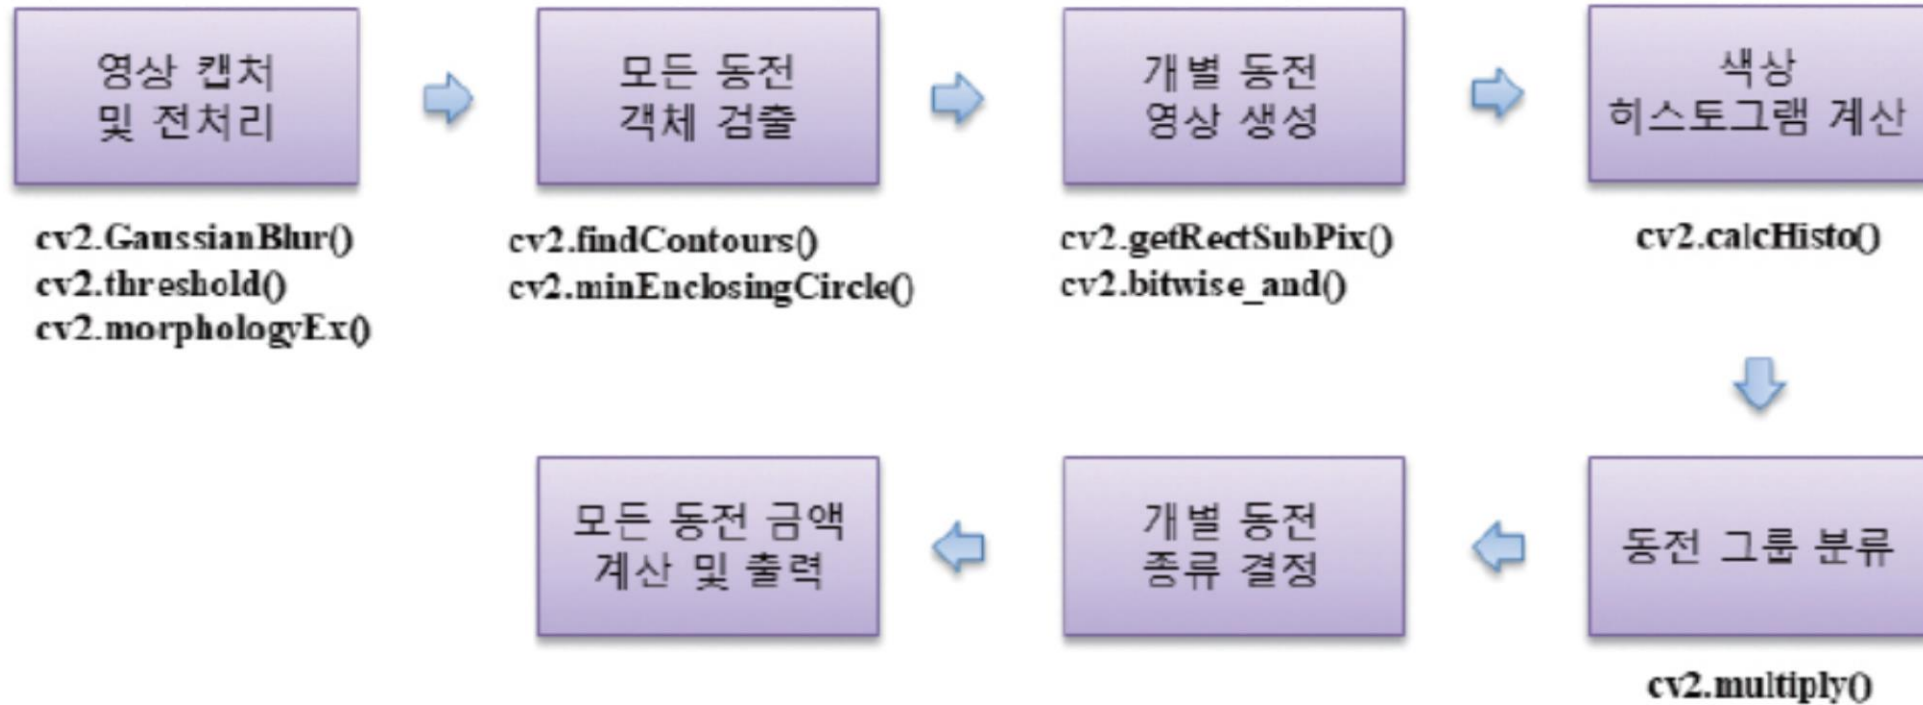 영상 캡처
및 전처리
cv2.GaussianBlur()
cv2.threshold()
cv2.morphologyEx()
모든 동전
객체 검출
cv2.findContours()
cv2.minEnclosingCircle()
개별 동전
영상 생성
cv2.getRectSubPix()
cv2.bitwise_and()
색상
히스토그램 계산
cv2.calcHisto()
동전 그룹 분류
cv2.multiply()
개별 동전
종류 결정
모든 동전 금액
계산 및 출력